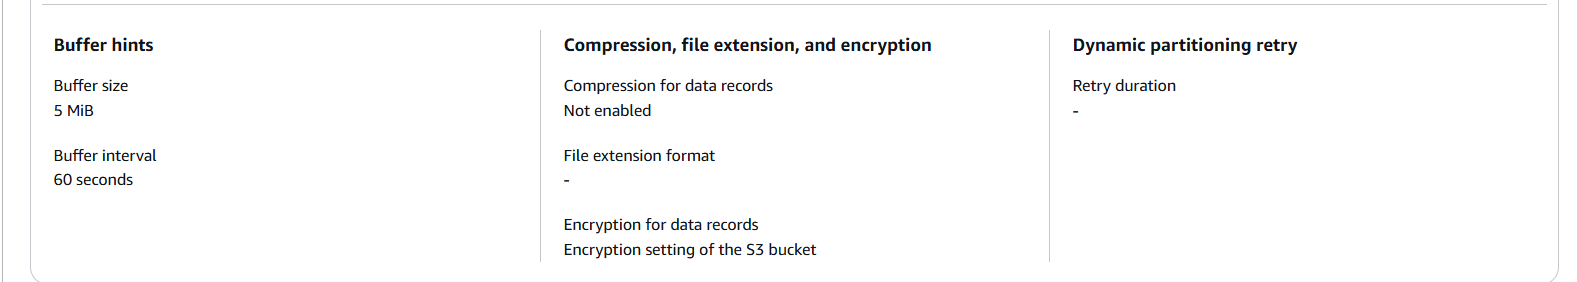 Buffer hints
Buffer size
5 MiB
Buffer interval
60 seconds
Compression, file extension, and encryption
Compression for data records
Not enabled
File extension format
-
Encryption for data records
Encryption setting of the S3 bucket
Dynamic partitioning retry
Retry duration
-